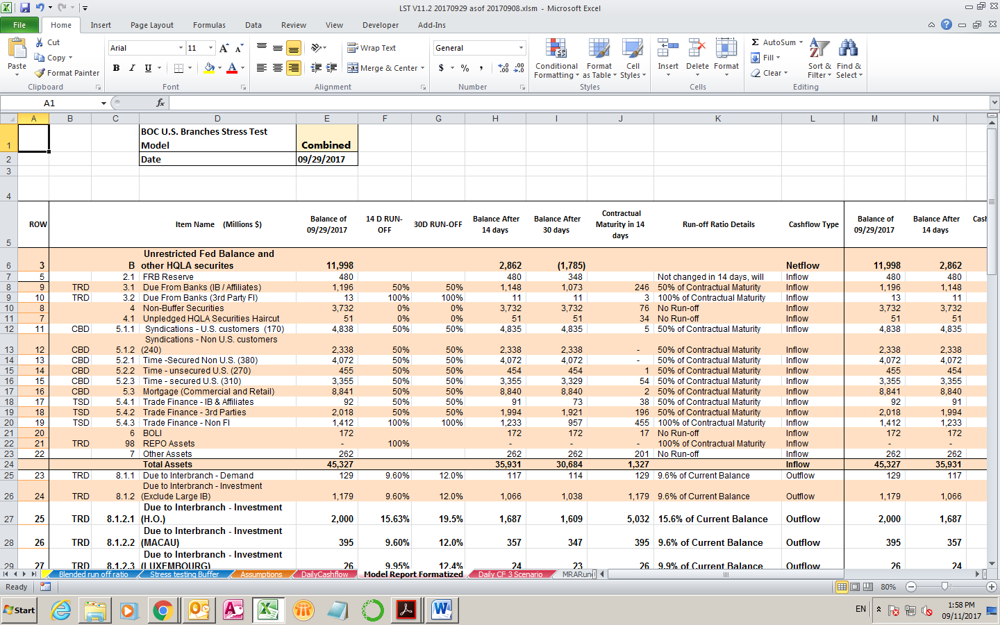 LST V11.2 20170929 asof 20170908.xlsm - Microsoft Excel
File Home Insert Page Layout Formulas Data Review View Developer Add-Ins
Cut
Copy
Format Painter
Paste
Clipboard
Arial 11
B I U
Font
Wrap Text
Merge & Center
Alignment
General
$ % ,
Number
Conditional Formatting
Format as Table
Cell Styles
Styles
Insert Delete Format
Cells
AutoSum
Fill
Clear
Sort & Filter
Find & Select
Editing
A1 fx
A B C D E F G H I J K L M N
1 BOC U.S. Branches Stress Test Model Combined
2 Date 09/29/2017
3
4
5 ROW Item Name (Millions $) Balance of 09/29/2017 14 D RUN-OFF 30D RUN-OFF Balance After 14 days Balance After 30 days Contractual Maturity in 14 days Run-off Ratio Details Cashflow Type Balance of 09/29/2017 Balance After 14 days
6 3 B Unrestricted Fed Balance and other HQLA securites 11,998 2,862 (1,785) Netflow 11,998 2,862
7 5 2.1 FRB Reserve 480 480 348 Not changed in 14 days, will Inflow 480 480
8 9 TRD 3.1 Due From Banks (IB / Affiliates) 1,196 50% 50% 1,148 1,073 246 50% of Contractual Maturity Inflow 1,196 1,148
9 10 TRD 3.2 Due From Banks (3rd Party FI) 13 100% 100% 11 11 3 100% of Contractual Maturity Inflow 13 11
10 8 4 Non-Buffer Securities 3,732 0% 0% 3,732 3,732 76 No Run-off Inflow 3,732 3,732
11 7 4.1 Unpledged HQLA Securities Haircut 51 0% 0% 51 51 34 No Run-off Inflow 51 51
12 11 CBD 5.1.1 Syndications - U.S. customers (170) 4,838 50% 50% 4,835 4,835 5 50% of Contractual Maturity Inflow 4,838 4,835
13 12 CBD 5.1.2 Syndications - Non U.S. customers (240) 2,338 50% 50% 2,338 2,338 - 50% of Contractual Maturity Inflow 2,338 2,338
14 13 CBD 5.2.1 Time -Secured Non U.S. (380) 4,072 50% 50% 4,072 4,072 - 50% of Contractual Maturity Inflow 4,072 4,072
15 14 CBD 5.2.2 Time - unsecured U.S. (270) 455 50% 50% 454 454 1 50% of Contractual Maturity Inflow 455 454
16 15 CBD 5.2.3 Time - secured U.S. (310) 3,355 50% 50% 3,355 3,329 54 50% of Contractual Maturity Inflow 3,355 3,355
17 16 CBD 5.3 Mortgage (Commercial and Retail) 8,841 50% 50% 8,840 8,840 2 50% of Contractual Maturity Inflow 8,841 8,840
18 17 TSD 5.4.1 Trade Finance - IB & Affiliates 92 50% 50% 91 73 38 50% of Contractual Maturity Inflow 92 91
19 18 TSD 5.4.2 Trade Finance - 3rd Parties 2,018 50% 50% 1,994 1,921 196 50% of Contractual Maturity Inflow 2,018 1,994
20 19 TSD 5.4.3 Trade Finance - Non FI 1,412 100% 100% 1,233 957 455 100% of Contractual Maturity Inflow 1,412 1,233
21 20 6 BOLI 172 172 172 17 No Run-off Inflow 172 172
22 21 TRD 98 REPO Assets - 100% - - - 100% of Contractual Maturity Inflow - -
23 22 7 Other Assets 262 262 262 201 No Run-off Inflow 262 262
24 Total Assets 45,327 35,931 30,684 1,327 Inflow 45,327 35,931
25 23 TRD 8.1.1 Due to Interbranch - Demand 129 9.60% 12.0% 117 114 129 9.6% of Current Balance Outflow 129 117
26 24 TRD 8.1.2 Due to Interbranch - Investment (Exclude Large IB) 1,179 9.60% 12.0% 1,066 1,038 1,179 9.6% of Current Balance Outflow 1,179 1,066
27 25 TRD 8.1.2.1 Due to Interbranch - Investment (H.O.) 2,000 15.63% 19.5% 1,687 1,609 5,032 15.6% of Current Balance Outflow 2,000 1,687
28 26 TRD 8.1.2.2 Due to Interbranch - Investment (MACAU) 395 9.60% 12.0% 357 347 395 9.6% of Current Balance Outflow 395 357
29 27 TRD 8.1.2.3 Due to Interbranch - Investment (LUXEMBOURG) 26 9.95% 12.4% 24 23 26 9.9% of Current Balance Outflow 26 24
Blended run off ratio Stress testing Buffer Assumptions DailyCashflow Model Report Formatized Daily CF 3 Scenario
Ready 80%
Start EN 1:58 PM
09/11/2017